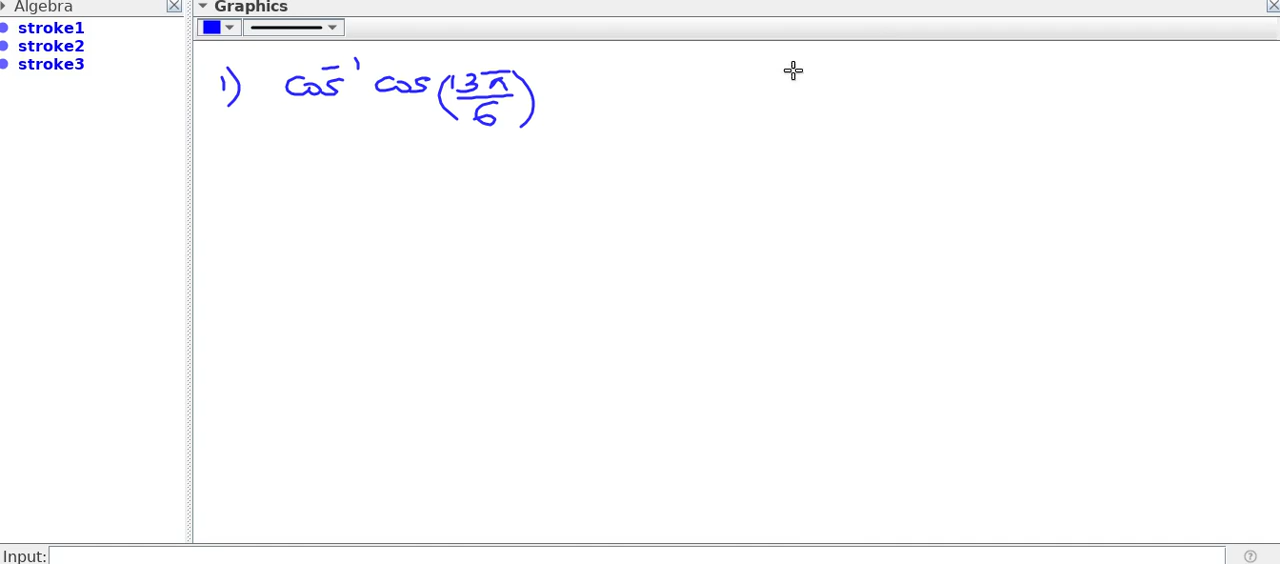 Algebra
Graphics
stroke1
stroke2
stroke3
1) cos⁻¹ cos (13π/6)
Input: